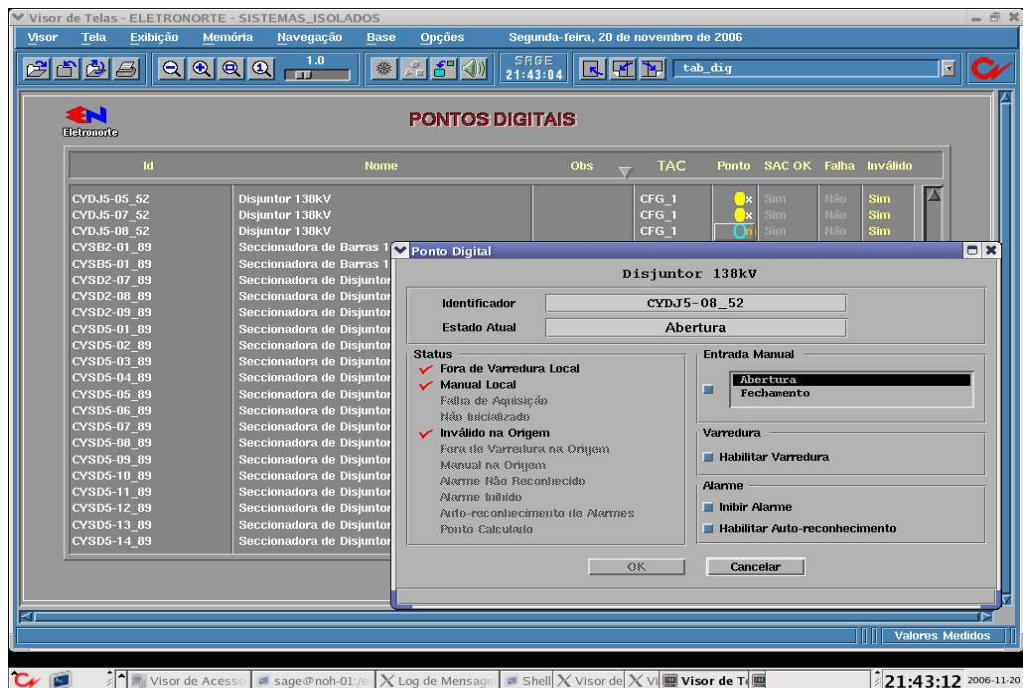 Visor de Telas - ELETRONORTE - SISTEMAS_ISOLADOS
Visor Tela Exibição Memória Navegação Base Opções Segunda-feira, 20 de novembro de 2006
1.0 SAGE tab_dig
21:43:04
Eletronorte PONTOS DIGITAIS
Id Nome Obs TAC Ponto SAC OK Falha Inválido
CYDJ5-05_52 Disjuntor 138kV CFG_1 x Sim Não Sim
CYDJ5-07_52 Disjuntor 138kV CFG_1 x Sim Não Sim
CYDJ5-08_52 Disjuntor 138kV CFG_1 Sim Não Sim
CYSB2-01_89 Seccionadora de Barras 1
CYSB5-01_89 Seccionadora de Barras 1
CYSD2-07_89 Seccionadora de Disjuntor
CYSD2-08_89 Seccionadora de Disjuntor
CYSD2-09_89 Seccionadora de Disjuntor
CYSD5-01_89 Seccionadora de Disjuntor
CYSD5-02_89 Seccionadora de Disjuntor
CYSD5-03_89 Seccionadora de Disjuntor
CYSD5-04_89 Seccionadora de Disjuntor
CYSD5-05_89 Seccionadora de Disjuntor
CYSD5-06_89 Seccionadora de Disjuntor
CYSD5-07_89 Seccionadora de Disjuntor
CYSD5-08_89 Seccionadora de Disjuntor
CYSD5-09_89 Seccionadora de Disjuntor
CYSD5-10_89 Seccionadora de Disjuntor
CYSD5-11_89 Seccionadora de Disjuntor
CYSD5-12_89 Seccionadora de Disjuntor
CYSD5-13_89 Seccionadora de Disjuntor
CYSD5-14_89 Seccionadora de Disjuntor
Ponto Digital
Disjuntor 138kV
Identificador CYDJ5-08_52
Estado Atual Abertura
Status
Fora de Varredura Local
Manual Local
Falha de Aquisição
Não Inicializado
Inválido na Origem
Fora de Varredura na Origem
Manual na Origem
Alarme Não Reconhecido
Alarme Inibido
Auto-reconhecimento de Alarmes
Ponto Calculado
Entrada Manual
Abertura
Fechamento
Varredura
Habilitar Varredura
Alarme
Inibir Alarme
Habilitar Auto-reconhecimento
OK Cancelar
Valores Medidos
Visor de Acesso sage@noh-01:/e Log de Mensage Shell Visor de Vi Visor de T 21:43:12 2006-11-20